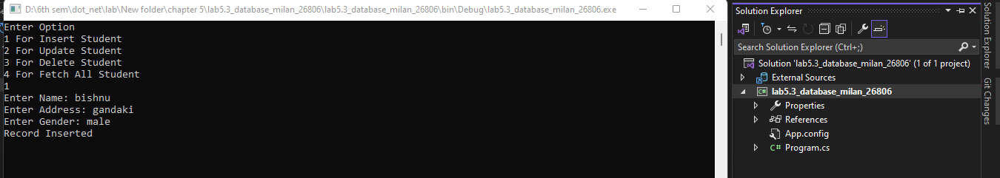 D:\6th sem\dot_net\lab\New folder\chapter 5\lab5.3_database_milan_26806\lab5.3_database_milan_26806\bin\Debug\lab5.3_database_milan_26806.exe
Enter Option
1 For Insert Student
2 For Update Student
3 For Delete Student
4 For Fetch All Student
1
Enter Name: bishnu
Enter Address: gandaki
Enter Gender: male
Record Inserted
Solution Explorer
Search Solution Explorer (Ctrl+;)
Solution 'lab5.3_database_milan_26806' (1 of 1 project)
External Sources
C# lab5.3_database_milan_26806
Properties
References
App.config
C# Program.cs
Solution Explorer
Git Changes